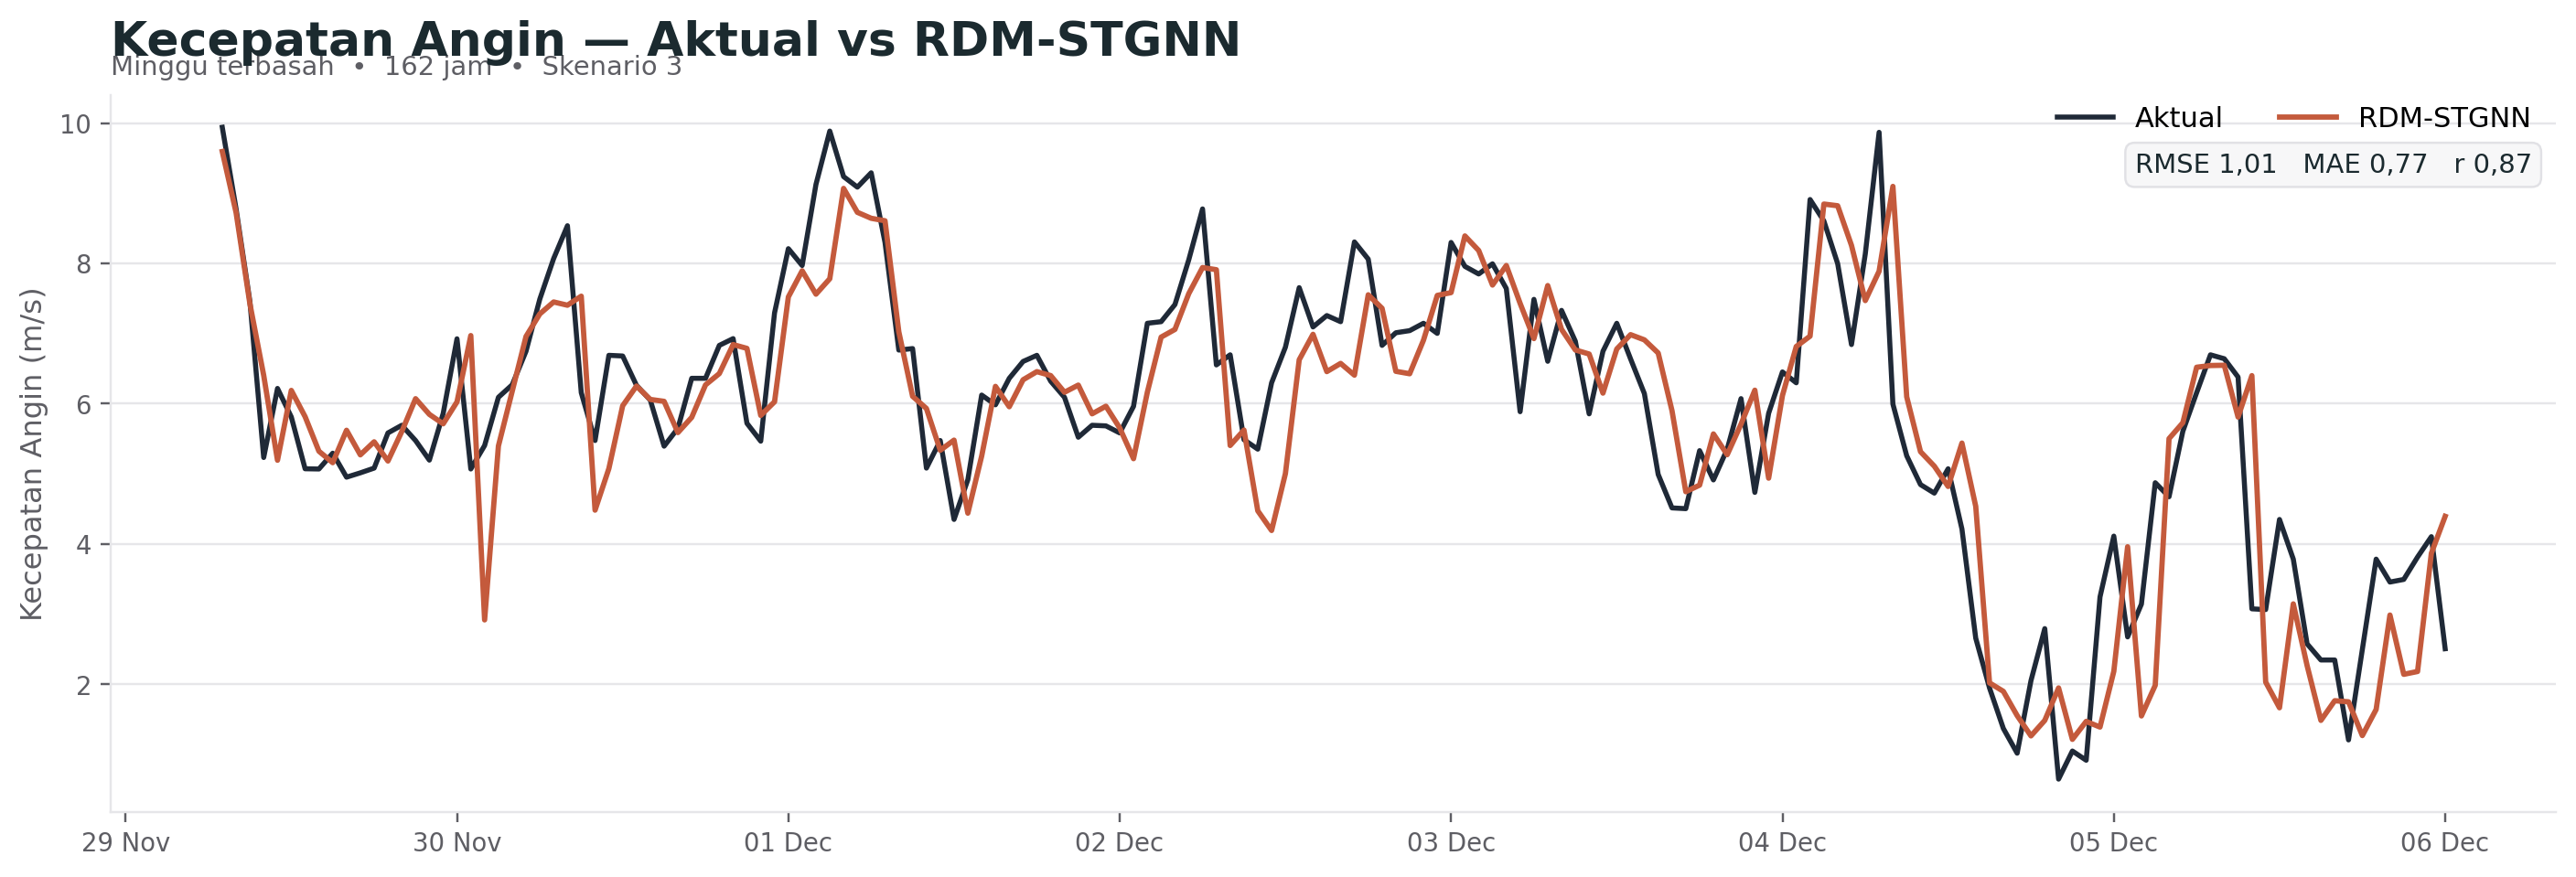 Kecepatan Angin — Aktual vs RDM-STGNN
Minggu terbasah • 162 jam • Skenario 3
Aktual RDM-STGNN
RMSE 1,01 MAE 0,77 r 0,87
Kecepatan Angin (m/s)
10
8
6
4
2
29 Nov 30 Nov 01 Dec 02 Dec 03 Dec 04 Dec 05 Dec 06 Dec